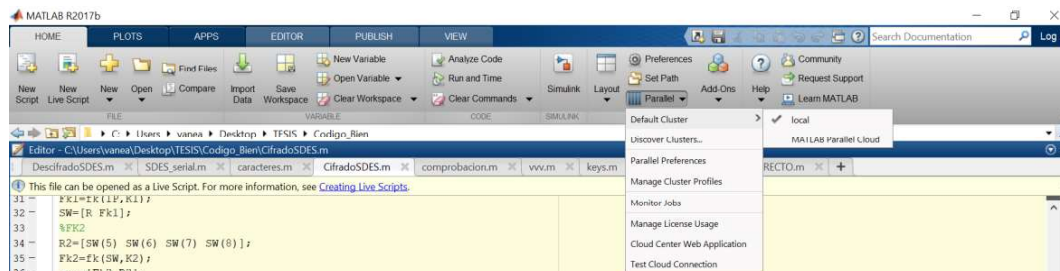 MATLAB R2017b
HOME PLOTS APPS EDITOR PUBLISH VIEW Search Documentation Log
New Script New Live Script New Open Find Files Compare Import Data Save Workspace New Variable Open Variable Clear Workspace Analyze Code Run and Time Clear Commands Simulink Layout Preferences Set Path Parallel Add-Ons Help Community Request Support Learn MATLAB
FILE VARIABLE CODE SIMULINK
Default Cluster local
C: Users vanea Desktop TESIS Codigo_Bien Discover Clusters... MATLAB Parallel Cloud
Editor - C:\Users\vanea\Desktop\TESIS\Codigo_Bien\CifradoSDES.m
DescifradoSDES.m SDES_serial.m caracteres.m CifradoSDES.m comprobacion.m vvv.m keys.m Parallel Preferences RECTO.m
This file can be opened as a Live Script. For more information, see Creating Live Scripts. Manage Cluster Profiles
31 Fk1=fk(IP,K1);
32 SW=[R Fk1]; Monitor Jobs
33 %FK2 Manage License Usage
34 R2=[SW(5) SW(6) SW(7) SW(8)]; Cloud Center Web Application
35 Fk2=fk(SW,K2); Test Cloud Connection